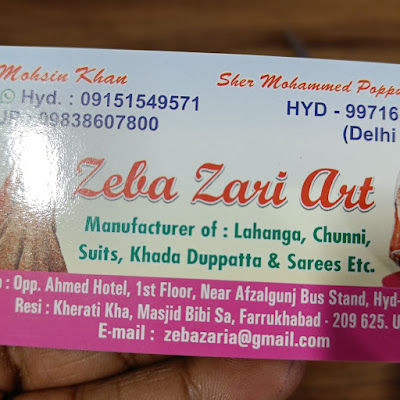 Mohsin Khan
Sher Mohammed Poppu
Hyd. : 09151549571
HYD - 99716
UP : 09838607800
(Delhi
Zeba Zari Art
Manufacturer of : Lahanga, Chunni,
Suits, Khada Duppatta & Sarees Etc.
: Opp. Ahmed Hotel, 1st Floor, Near Afzalgunj Bus Stand, Hyd-
Resi : Kherati Kha, Masjid Bibi Sa, Farrukhabad - 209 625. U
E-mail : zebazaria@gmail.com